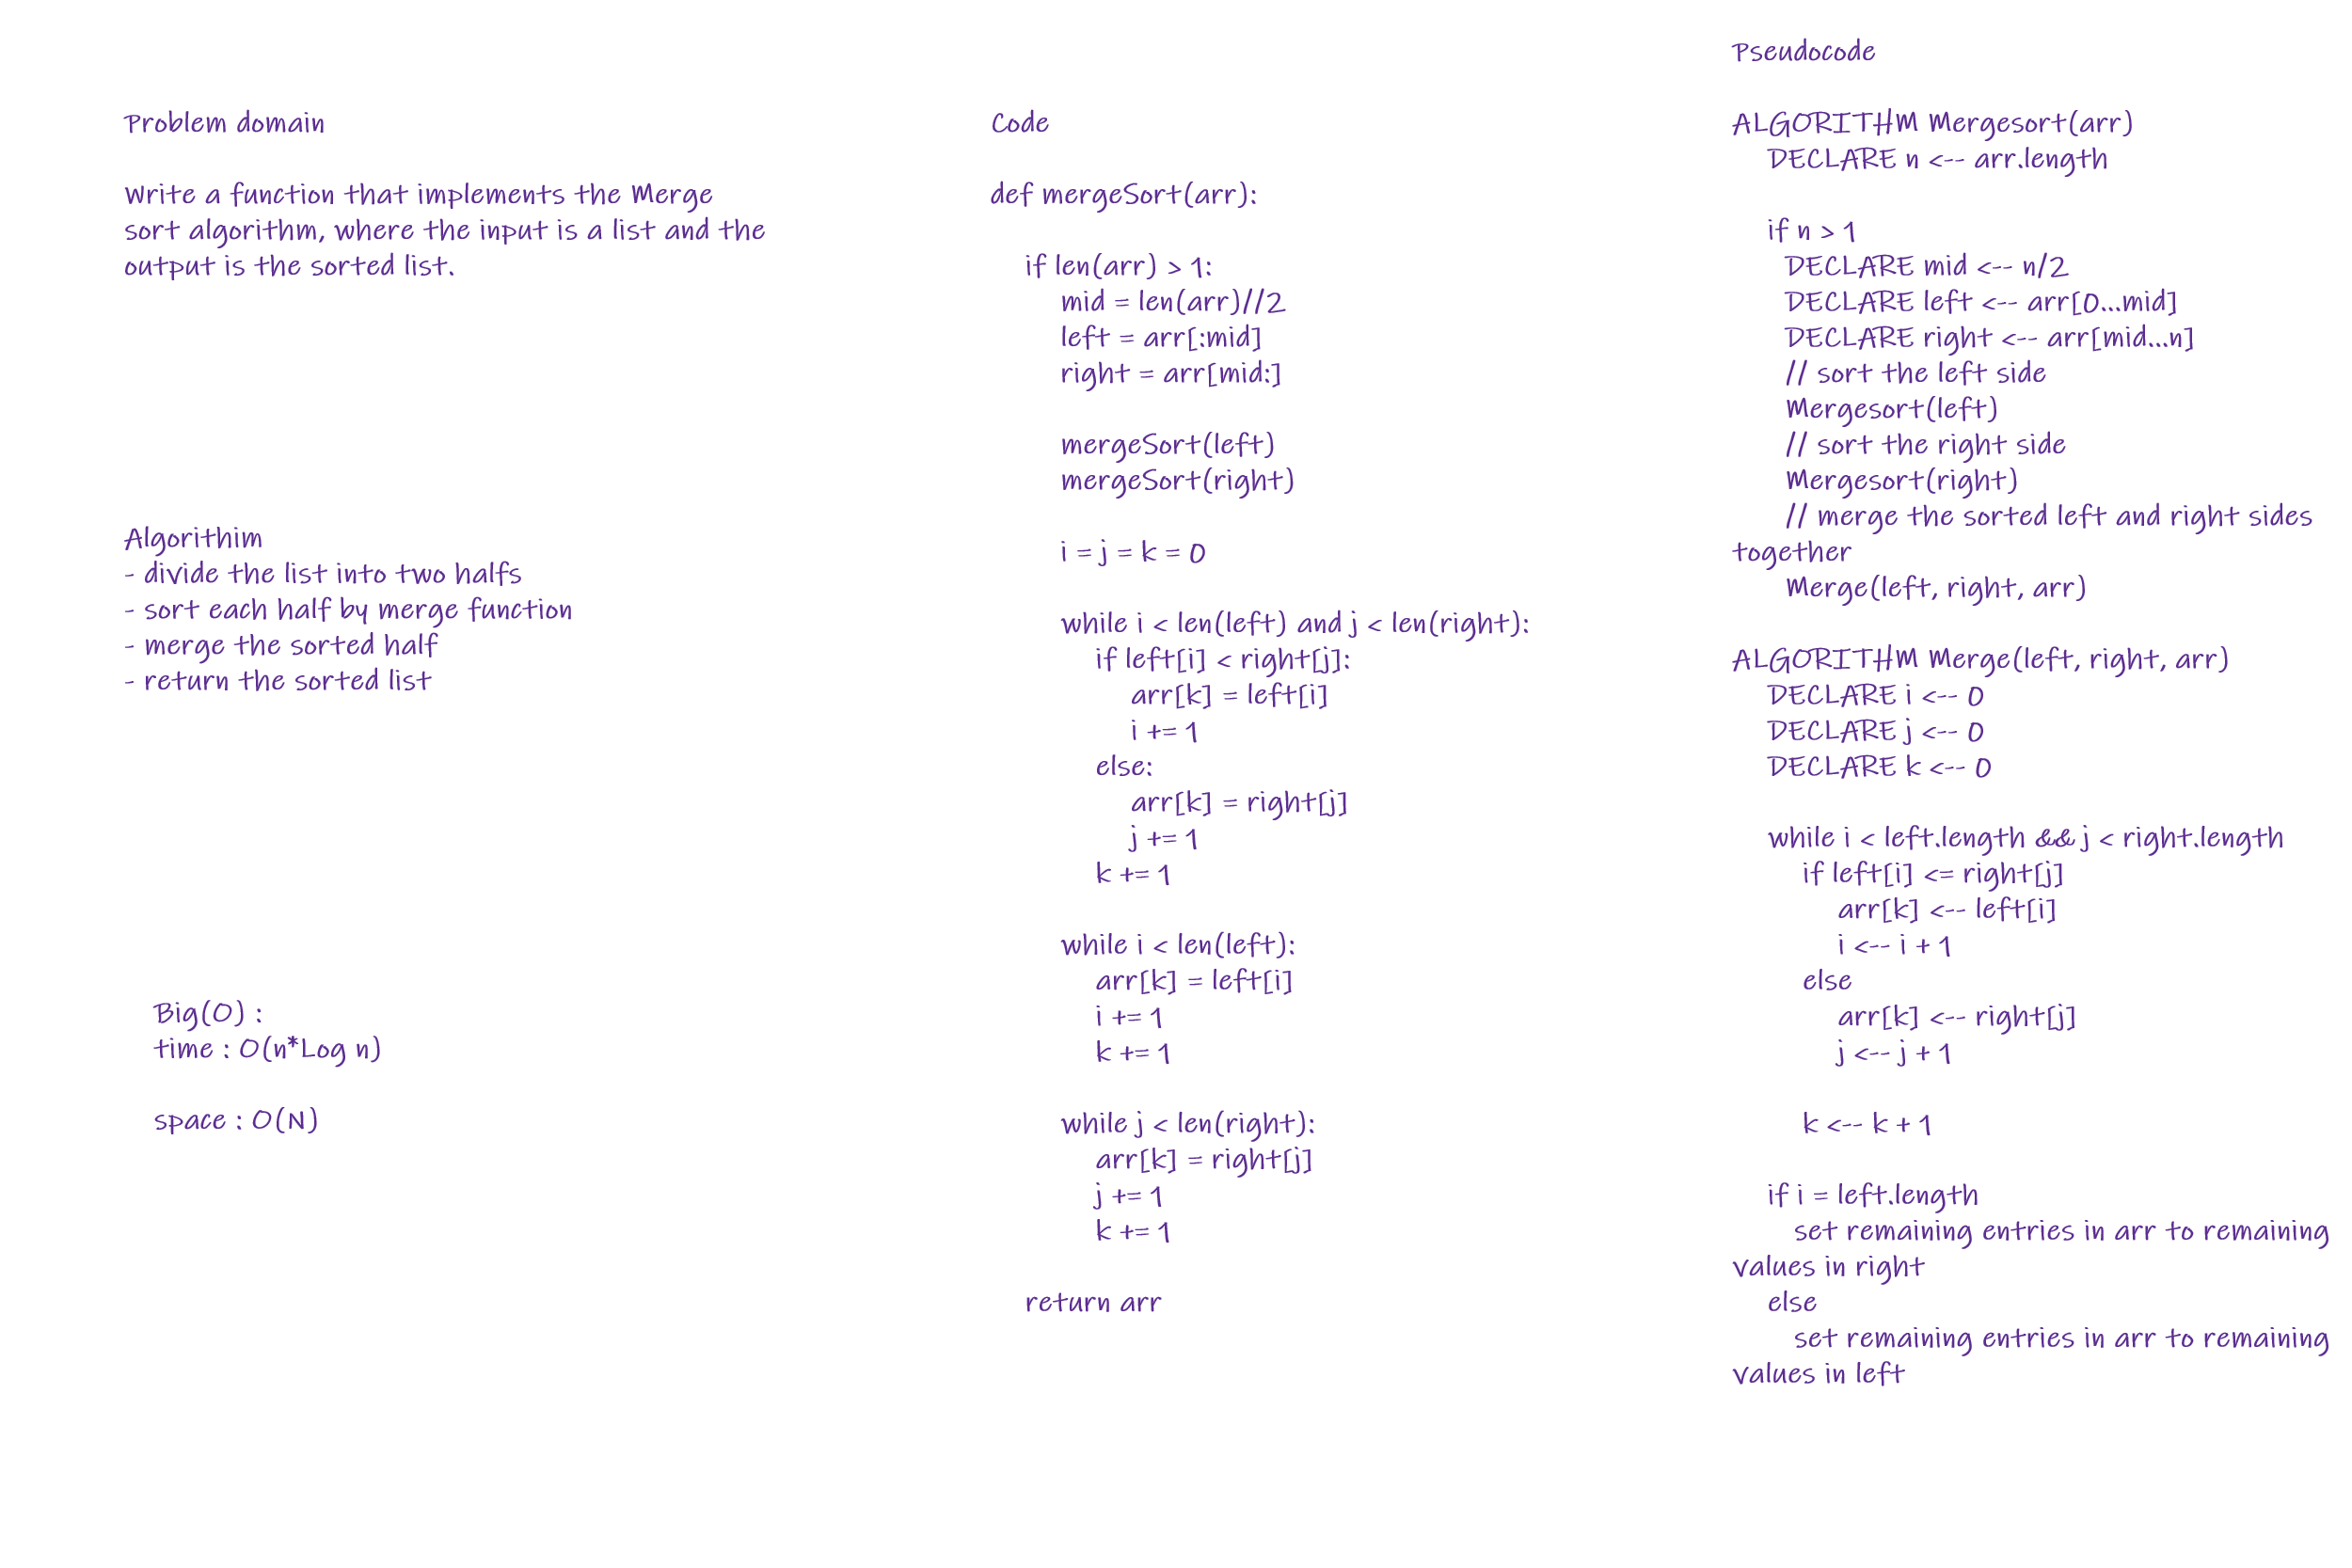 Problem domain
Write a function that implements the Merge
sort algorithm, where the input is a list and the
output is the sorted list.
Algorithim
- divide the list into two halfs
- sort each half by merge function
- merge the sorted half
- return the sorted list
Big(O) :
time : O(n*Log n)
space : O(N)
Code
def mergeSort(arr):
if len(arr) > 1:
mid = len(arr)//2
left = arr[:mid]
right = arr[mid:]
mergeSort(left)
mergeSort(right)
i = j = k = 0
while i < len(left) and j < len(right):
if left[i] < right[j]:
arr[k] = left[i]
i += 1
else:
arr[k] = right[j]
j += 1
k += 1
while i < len(left):
arr[k] = left[i]
i += 1
k += 1
while j < len(right):
arr[k] = right[j]
j += 1
k += 1
return arr
Pseudocode
ALGORITHM Mergesort(arr)
DECLARE n <-- arr.length
if n > 1
DECLARE mid <-- n/2
DECLARE left <-- arr[0...mid]
DECLARE right <-- arr[mid...n]
// sort the left side
Mergesort(left)
// sort the right side
Mergesort(right)
// merge the sorted left and right sides
together
Merge(left, right, arr)
ALGORITHM Merge(left, right, arr)
DECLARE i <-- 0
DECLARE j <-- 0
DECLARE k <-- 0
while i < left.length && j < right.length
if left[i] <= right[j]
arr[k] <-- left[i]
i <-- i + 1
else
arr[k] <-- right[j]
j <-- j + 1
k <-- k + 1
if i = left.length
set remaining entries in arr to remaining
values in right
else
set remaining entries in arr to remaining
values in left